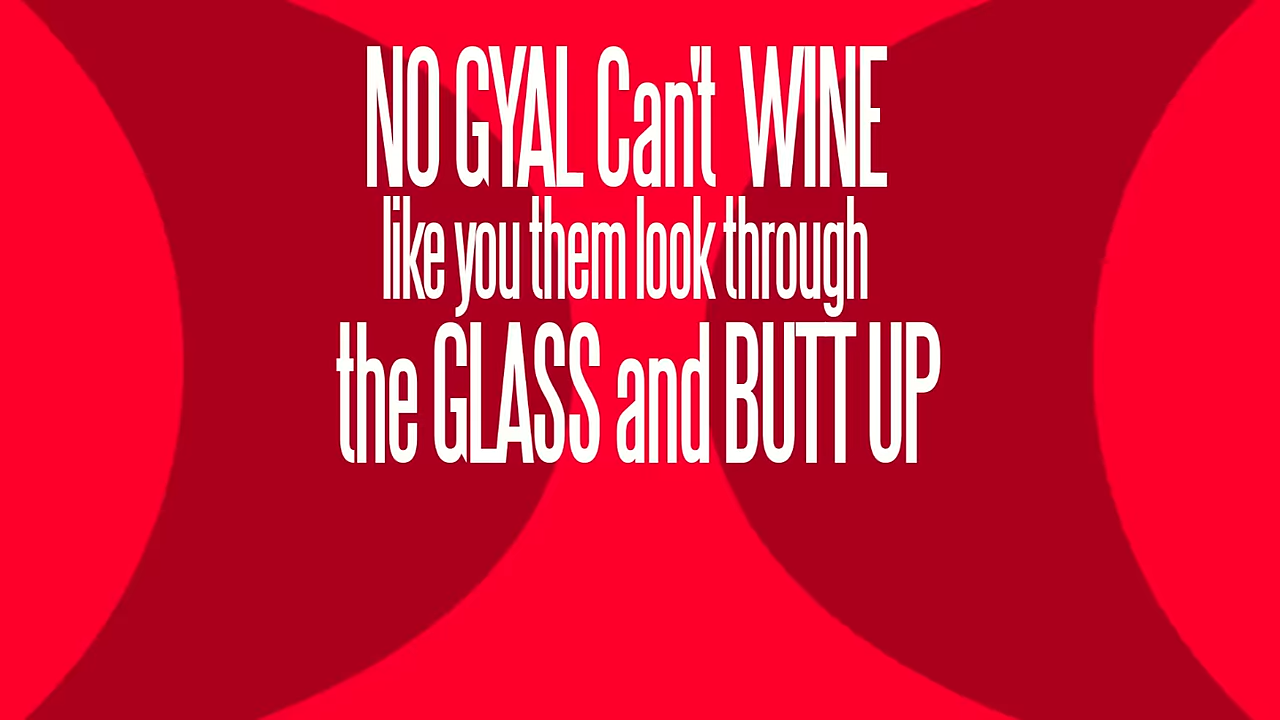 NO GYAL Can't WINE
like you them look through
the GLASS and BUTT UP